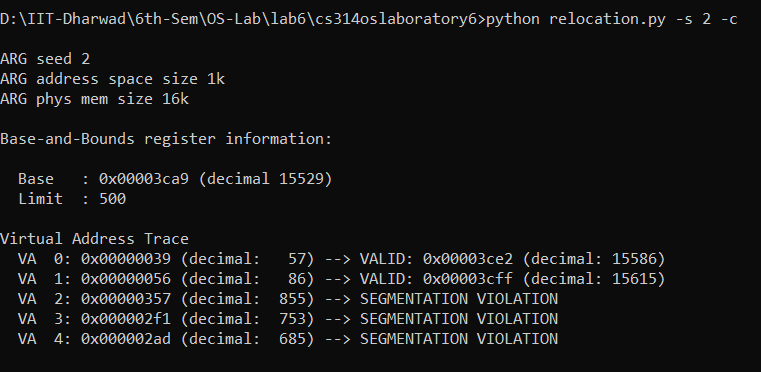 D:\IIT-Dharwad\6th-Sem\OS-Lab\lab6\cs314oslaboratory6>python relocation.py -s 2 -c
ARG seed 2
ARG address space size 1k
ARG phys mem size 16k
Base-and-Bounds register information:
Base   : 0x00003ca9 (decimal 15529)
Limit  : 500
Virtual Address Trace
VA  0: 0x00000039 (decimal:   57) --> VALID: 0x00003ce2 (decimal: 15586)
VA  1: 0x00000056 (decimal:   86) --> VALID: 0x00003cff (decimal: 15615)
VA  2: 0x00000357 (decimal:  855) --> SEGMENTATION VIOLATION
VA  3: 0x000002f1 (decimal:  753) --> SEGMENTATION VIOLATION
VA  4: 0x000002ad (decimal:  685) --> SEGMENTATION VIOLATION